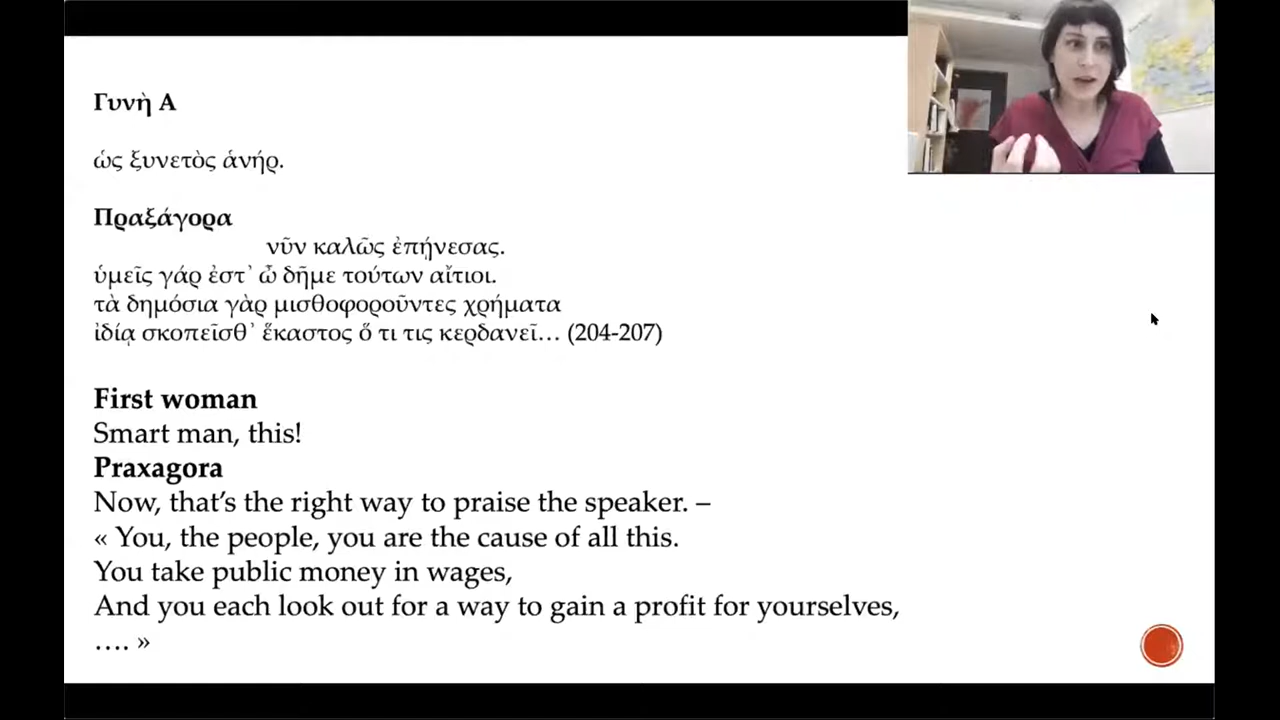 Γυνὴ Α
ὡς ξυνετὸς ἁνήρ.
Πραξάγορα
νῦν καλῶς ἐπῄνεσας.
ὑμεῖς γάρ ἐστ᾽ ὦ δῆμε τούτων αἴτιοι.
τὰ δημόσια γὰρ μισθοφοροῦντες χρήματα
ἰδίᾳ σκοπεῖσθ᾽ ἕκαστος ὅ τι τις κερδανεῖ… (204-207)
First woman
Smart man, this!
Praxagora
Now, that’s the right way to praise the speaker. –
« You, the people, you are the cause of all this.
You take public money in wages,
And you each look out for a way to gain a profit for yourselves,
…. »